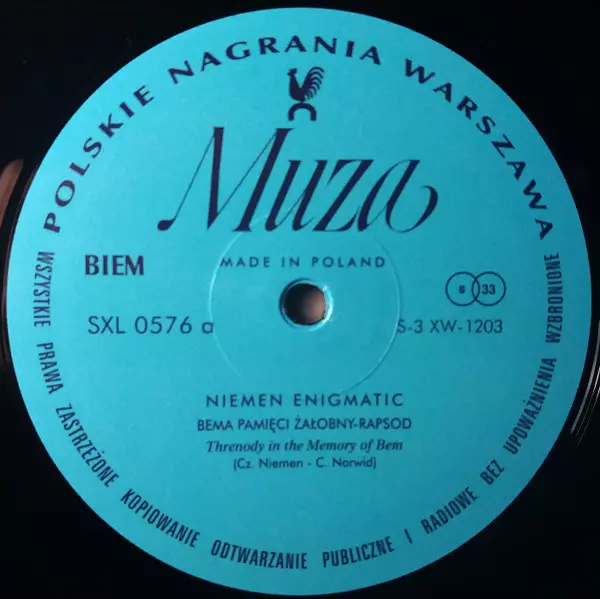 POLSKIE NAGRANIA WARSZAWA
Muza
BIEM
MADE IN POLAND
SXL 0576 a
S 33
S-3 XW-1203
NIEMEN ENIGMATIC
BEMA PAMIĘCI ŻAŁOBNY-RAPSOD
Threnody in the Memory of Bem
(Cz. Niemen - C. Norwid)
WSZYSTKIE PRAWA ZASTRZEŻONE KOPIOWANIE ODTWARZANIE PUBLICZNE I RADIOWE BEZ UPOWAŻNIENIA WZBRONIONE